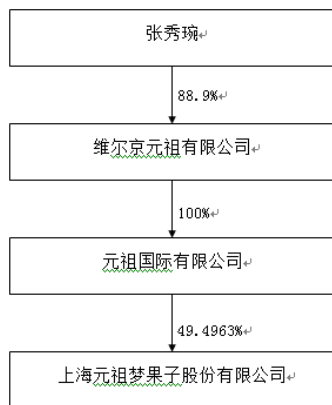 张秀琬
88.9%
维尔京元祖有限公司
100%
元祖国际有限公司
49.4963%
上海元祖梦果子股份有限公司